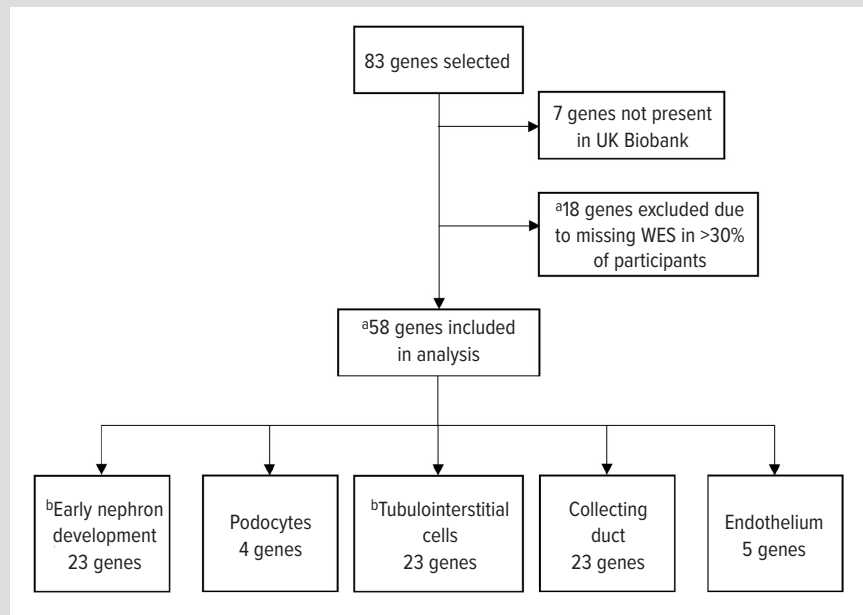 83 genes selected
7 genes not present
in UK Biobank
a18 genes excluded due
to missing WES in >30%
of participants
a58 genes included
in analysis
bEarly nephron
development
23 genes
Podocytes
4 genes
bTubulointerstitial
cells
23 genes
Collecting
duct
23 genes
Endothelium
5 genes